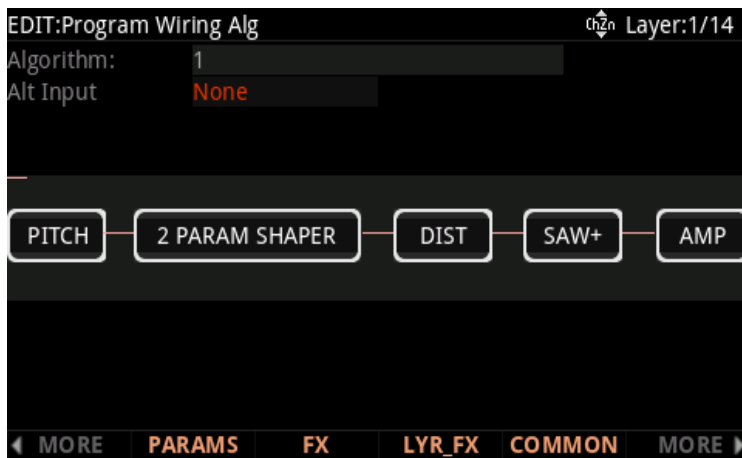 EDIT:Program Wiring Alg ChZn Layer:1/14
Algorithm: 1
Alt Input None
PITCH 2 PARAM SHAPER DIST SAW+ AMP
MORE PARAMS FX LYR_FX COMMON MORE